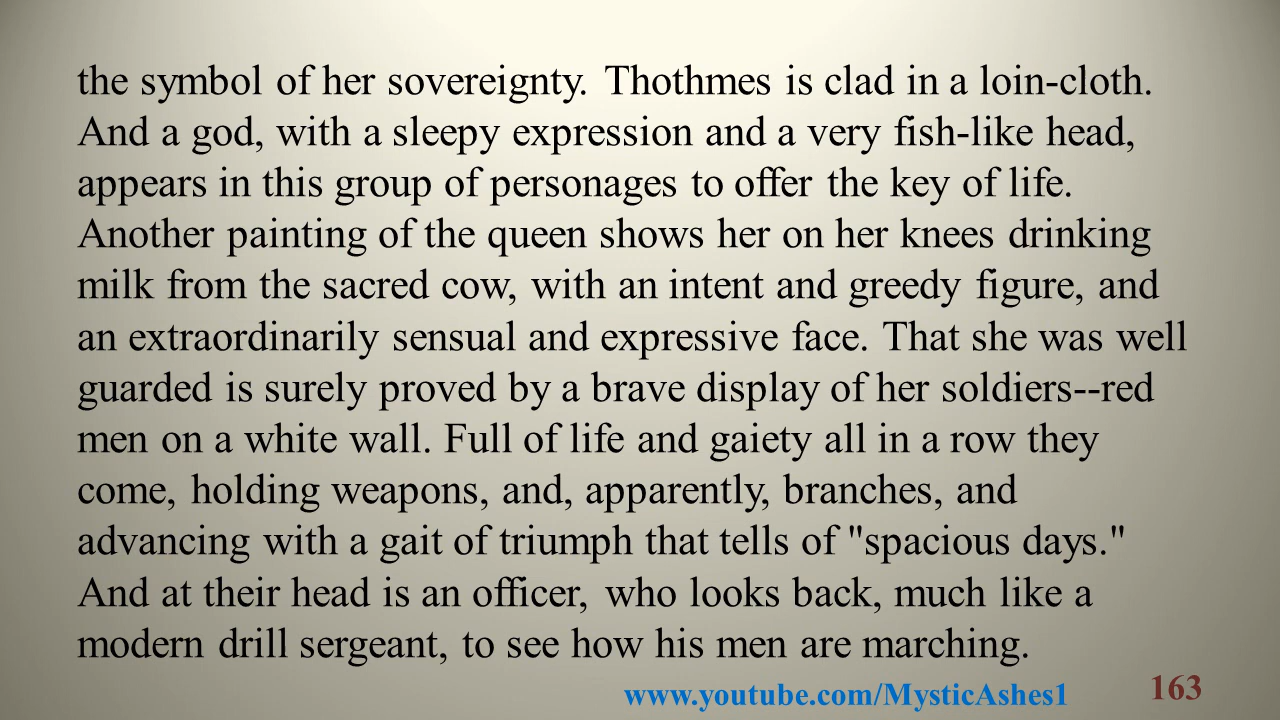 the symbol of her sovereignty. Thothmes is clad in a loin-cloth.
And a god, with a sleepy expression and a very fish-like head,
appears in this group of personages to offer the key of life.
Another painting of the queen shows her on her knees drinking
milk from the sacred cow, with an intent and greedy figure, and
an extraordinarily sensual and expressive face. That she was well
guarded is surely proved by a brave display of her soldiers--red
men on a white wall. Full of life and gaiety all in a row they
come, holding weapons, and, apparently, branches, and
advancing with a gait of triumph that tells of "spacious days."
And at their head is an officer, who looks back, much like a
modern drill sergeant, to see how his men are marching.
www.youtube.com/MysticAshes1
163